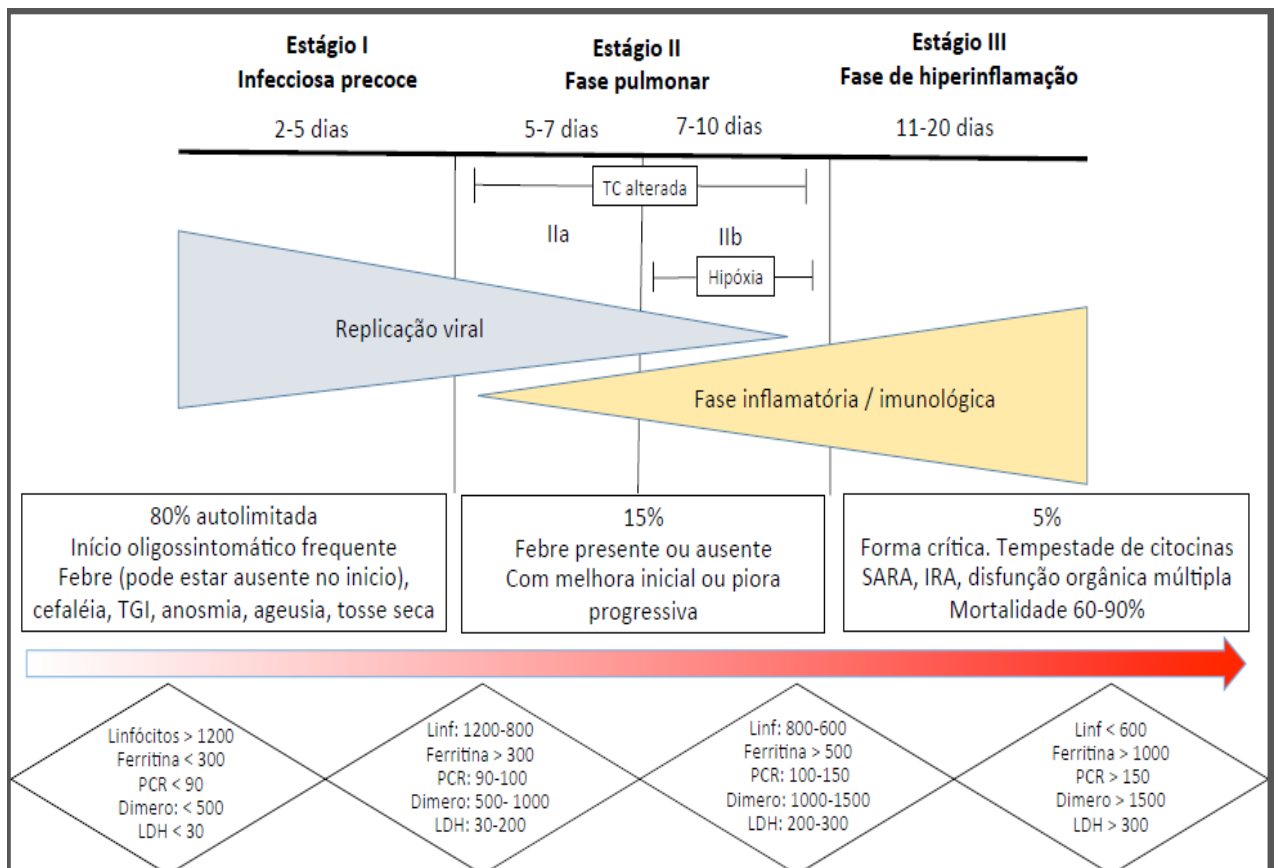 Estágio I
Infecciosa precoce
Estágio II
Fase pulmonar
Estágio III
Fase de hiperinflamação
2-5 dias
5-7 dias
7-10 dias
11-20 dias
TC alterada
IIa
IIb
Hipóxia
Replicação viral
Fase inflamatória / imunológica
80% autolimitada
Início oligossintomático frequente
Febre (pode estar ausente no inicio),
cefaléia, TGI, anosmia, ageusia, tosse seca
15%
Febre presente ou ausente
Com melhora inicial ou piora
progressiva
5%
Forma crítica. Tempestade de citocinas
SARA, IRA, disfunção orgânica múltipla
Mortalidade 60-90%
Linfócitos > 1200
Ferritina < 300
PCR < 90
Dimero: < 500
LDH < 30
Linf: 1200-800
Ferritina > 300
PCR: 90-100
Dimero: 500- 1000
LDH: 30-200
Linf: 800-600
Ferritina > 500
PCR: 100-150
Dimero: 1000-1500
LDH: 200-300
Linf < 600
Ferritina > 1000
PCR > 150
Dimero > 1500
LDH > 300